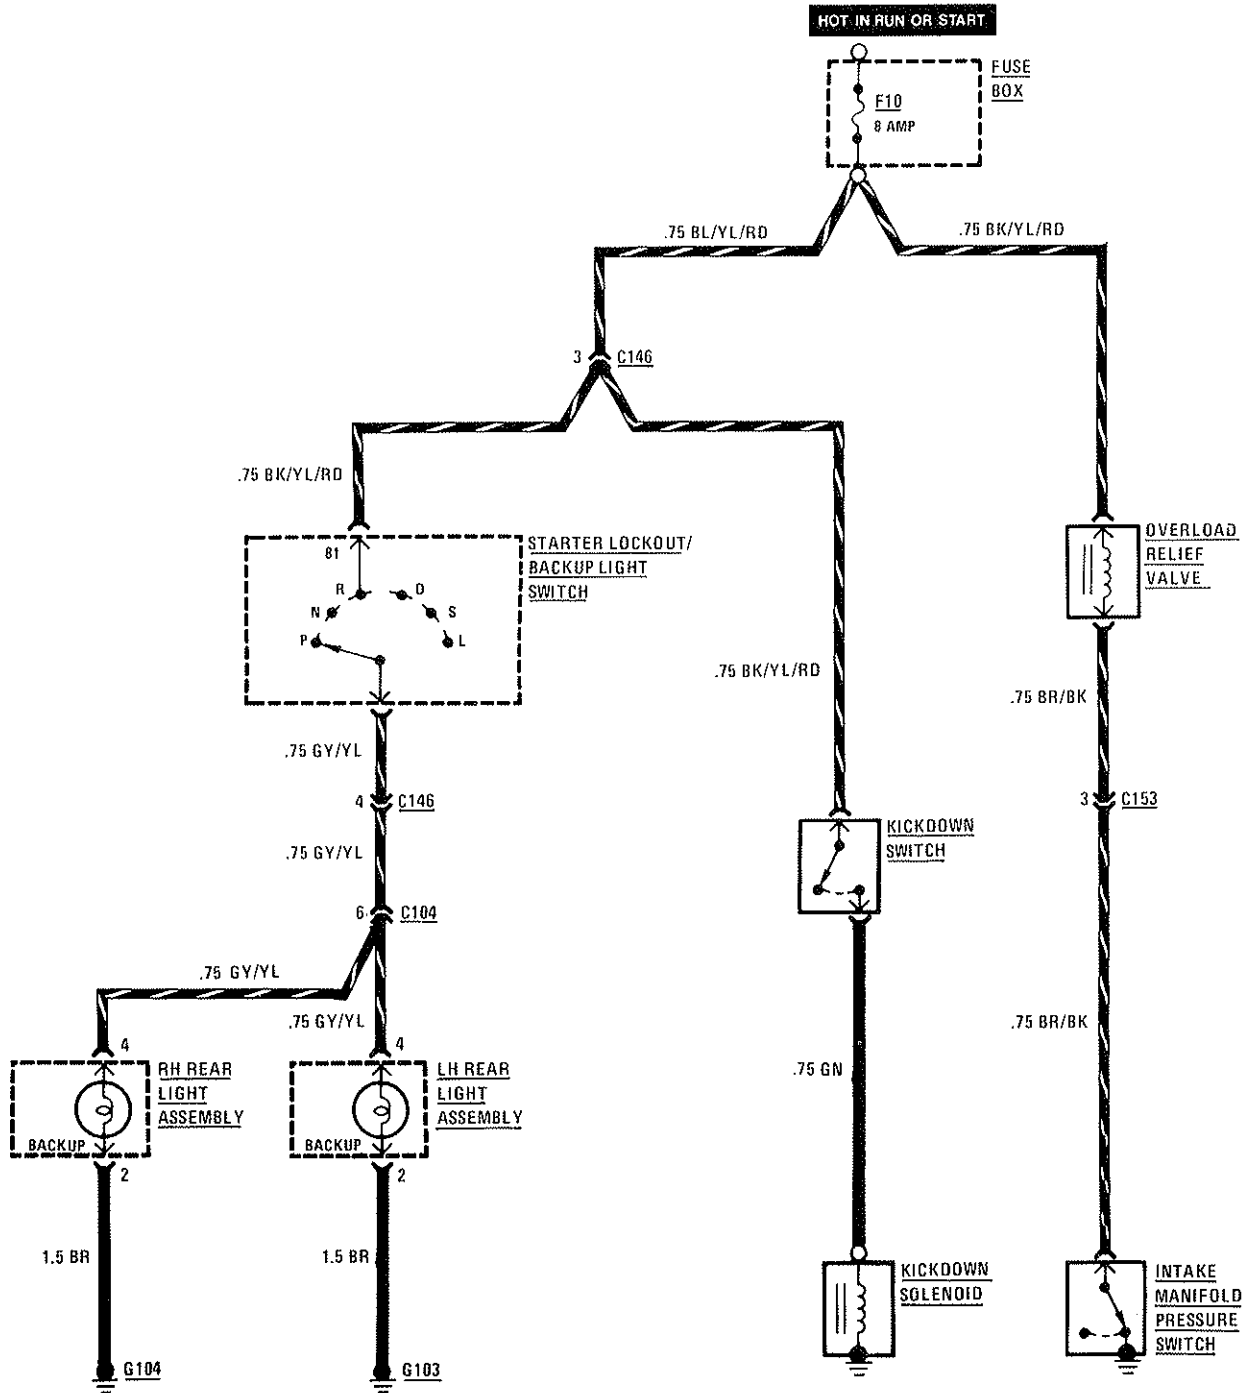 HOT IN RUN OR START
FUSE
BOX
F10
8 AMP
.75 BL/YL/RD
.75 BK/YL/RD
3
C146
.75 BK/YL/RD
81
STARTER LOCKOUT/
BACKUP LIGHT
SWITCH
R
D
N
S
P
L
OVERLOAD
RELIEF
VALVE
.75 BK/YL/RD
.75 BR/BK
.75 GY/YL
4
C146
3
C153
.75 GY/YL
KICKDOWN
SWITCH
6
C104
.75 GY/YL
.75 GY/YL
.75 BR/BK
4
4
RH REAR
LIGHT
ASSEMBLY
LH REAR
LIGHT
ASSEMBLY
.75 GN
BACKUP
BACKUP
2
2
1.5 BR
1.5 BR
KICKDOWN
SOLENOID
INTAKE
MANIFOLD
PRESSURE
SWITCH
G104
G103